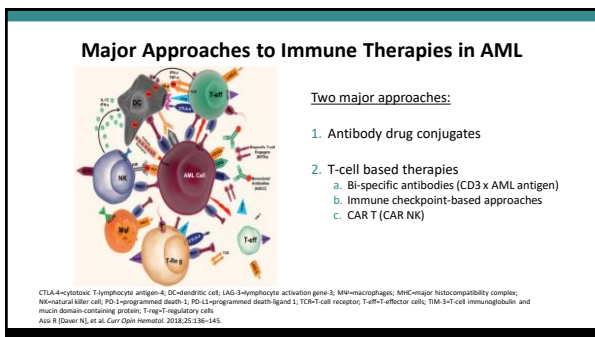 Major Approaches to Immune Therapies in AML
Two major approaches:
1. Antibody drug conjugates
2. T-cell based therapies
a. Bi-specific antibodies (CD3 x AML antigen)
b. Immune checkpoint-based approaches
c. CAR T (CAR NK)
DC
T-eff
NK
AML Cell
T-Reg
T-eff
CTLA-4=cytotoxic T-lymphocyte antigen-4; DC=dendritic cell; LAG-3=lymphocyte activation gene-3; MΨ=macrophages; MHC=major histocompatibility complex;
NK=natural killer cell; PD-1=programmed death-1; PD-L1=programmed death-ligand 1; TCR=T-cell receptor; T-eff=T-effector cells; TIM-3=T-cell immunoglobulin and
mucin domain-containing protein; T-reg=T-regulatory cells
Assi R [Daver N], et al. Curr Opin Hematol. 2018;25:136–145.